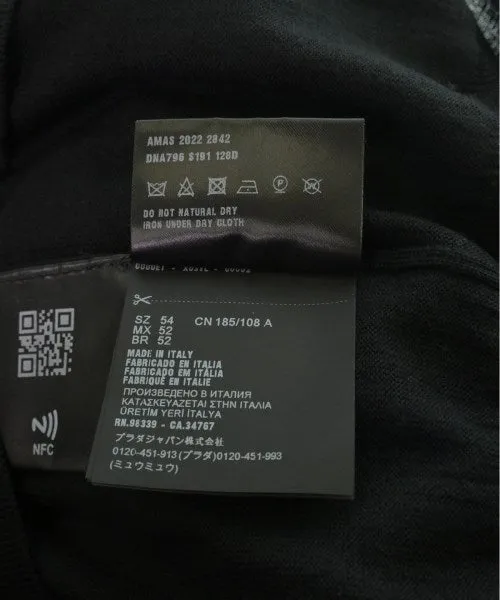 AMAS 2022 2842
DNA796 S191 128D
DO NOT NATURAL DRY
IRON UNDER DRY CLOTH
SZ 54 CN 185/108 A
MX 52
BR 52
MADE IN ITALY
FABRICADO EN ITALIA
FABRICADO EM ITALIA
FABRIQUÉ EN ITALIE
ПРОИЗВЕДЕНО В ИТАЛИЯ
ΚΑΤΑΣΚΕΥΑΖΕΤΑΙ ΣΤΗΝ ΙΤΑΛΙΑ
ÜRETİM YERİ İTALYA
RN.98339 - CA.34767
プラダジャパン株式会社
0120-451-913(プラダ)0120-451-993
(ミュウミュウ)
NFC